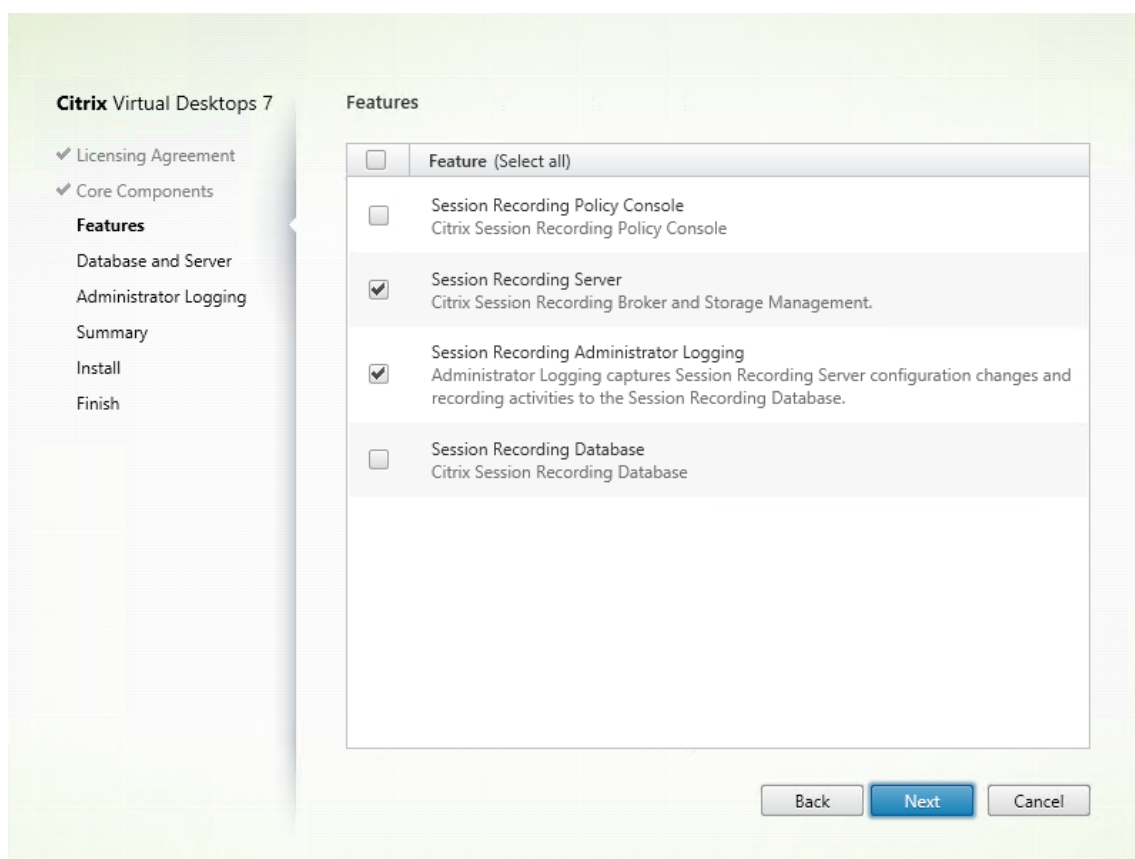 Citrix Virtual Desktops 7
Licensing Agreement
Core Components
Features
Database and Server
Administrator Logging
Summary
Install
Finish
Features
Feature (Select all)
Session Recording Policy Console
Citrix Session Recording Policy Console
Session Recording Server
Citrix Session Recording Broker and Storage Management.
Session Recording Administrator Logging
Administrator Logging captures Session Recording Server configuration changes and
recording activities to the Session Recording Database.
Session Recording Database
Citrix Session Recording Database
Back
Next
Cancel